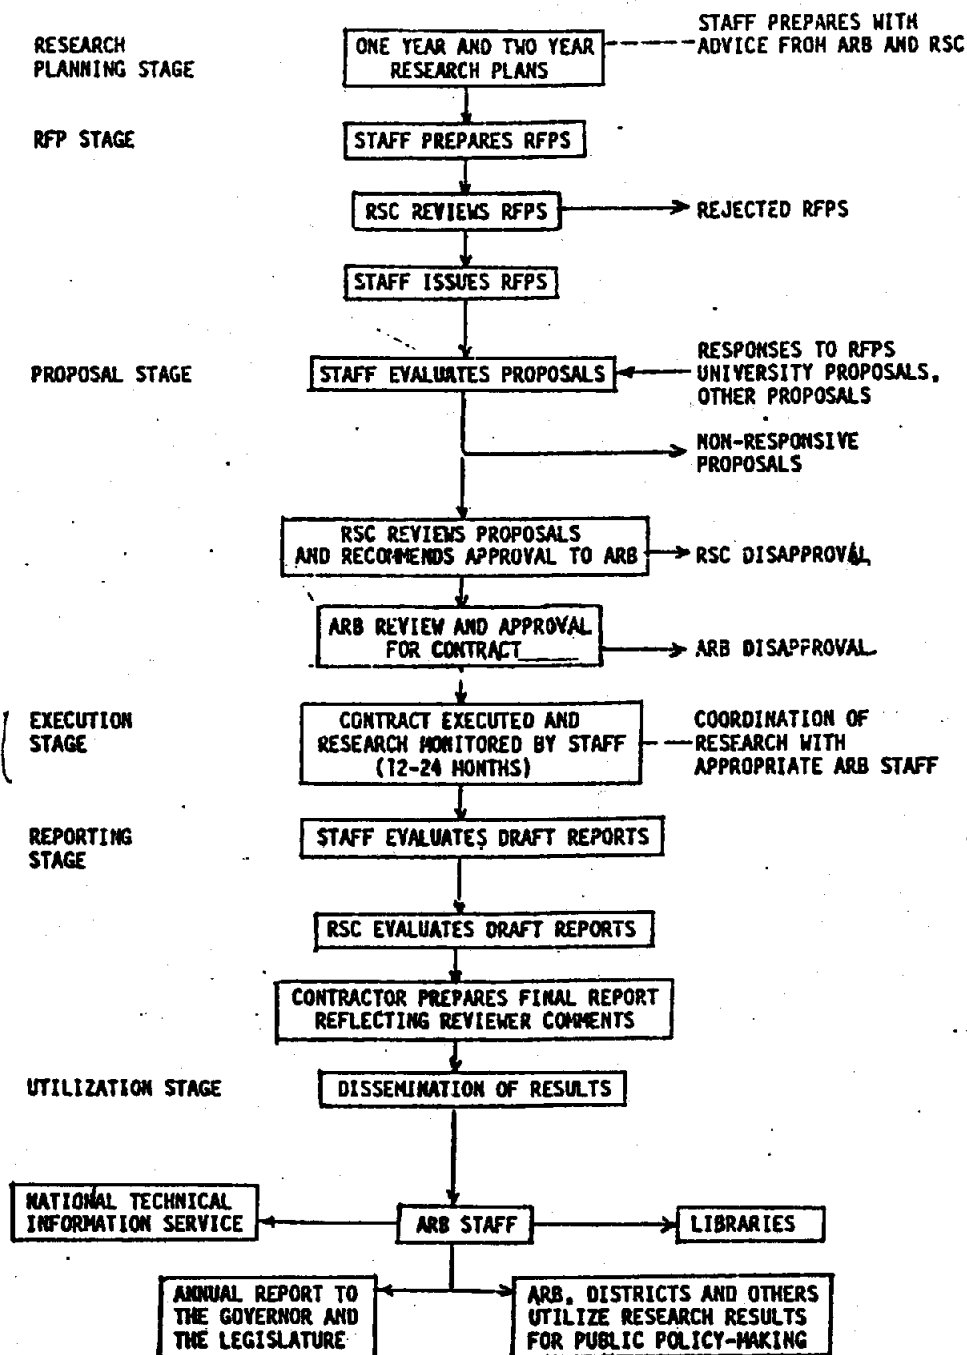 RESEARCH
PLANNING STAGE
ONE YEAR AND TWO YEAR
RESEARCH PLANS
STAFF PREPARES WITH
ADVICE FROM ARB AND RSC
RFP STAGE
STAFF PREPARES RFPS
RSC REVIEWS RFPS
REJECTED RFPS
STAFF ISSUES RFPS
PROPOSAL STAGE
STAFF EVALUATES PROPOSALS
RESPONSES TO RFPS
UNIVERSITY PROPOSALS,
OTHER PROPOSALS
NON-RESPONSIVE
PROPOSALS
RSC REVIEWS PROPOSALS
AND RECOMMENDS APPROVAL TO ARB
RSC DISAPPROVAL
ARB REVIEW AND APPROVAL
FOR CONTRACT
ARB DISAPPROVAL
EXECUTION
STAGE
CONTRACT EXECUTED AND
RESEARCH MONITORED BY STAFF
(12-24 MONTHS)
COORDINATION OF
RESEARCH WITH
APPROPRIATE ARB STAFF
REPORTING
STAGE
STAFF EVALUATES DRAFT REPORTS
RSC EVALUATES DRAFT REPORTS
CONTRACTOR PREPARES FINAL REPORT
REFLECTING REVIEWER COMMENTS
UTILIZATION STAGE
DISSEMINATION OF RESULTS
NATIONAL TECHNICAL
INFORMATION SERVICE
ARB STAFF
LIBRARIES
ANNUAL REPORT TO
THE GOVERNOR AND
THE LEGISLATURE
ARB, DISTRICTS AND OTHERS
UTILIZE RESEARCH RESULTS
FOR PUBLIC POLICY-MAKING